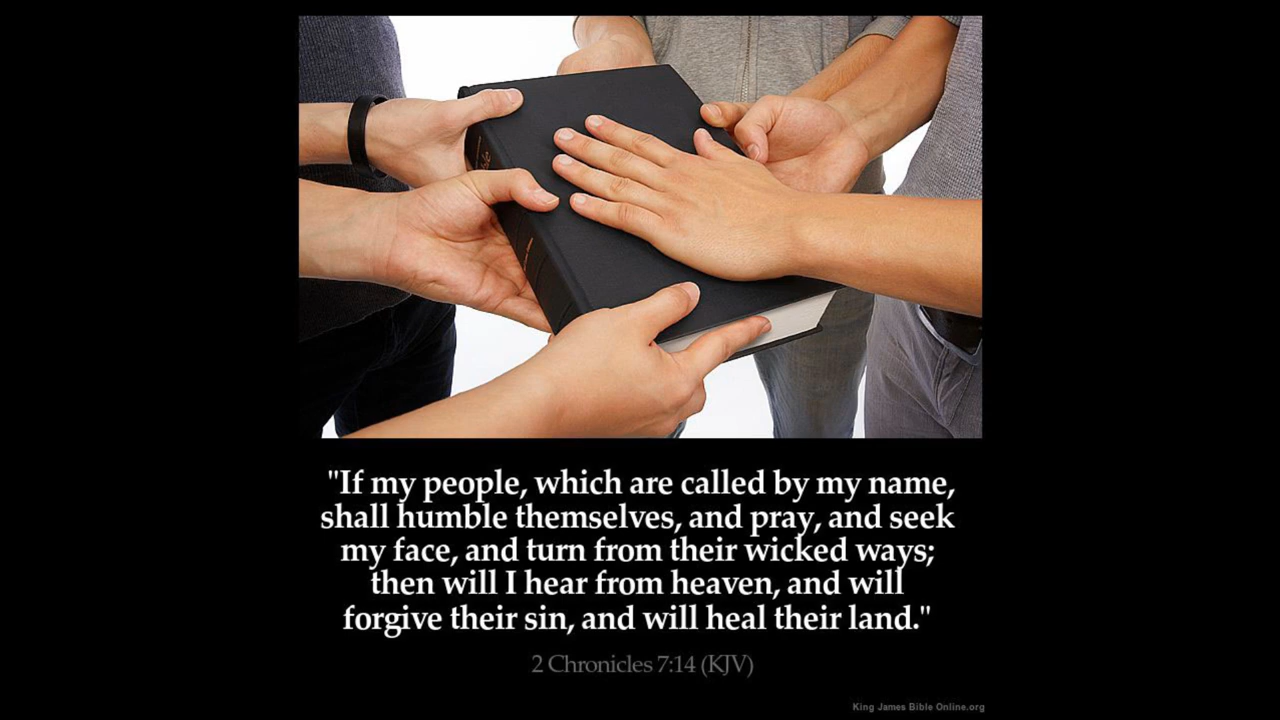 "If my people, which are called by my name,
shall humble themselves, and pray, and seek
my face, and turn from their wicked ways;
then will I hear from heaven, and will
forgive their sin, and will heal their land."
2 Chronicles 7:14 (KJV)
King James Bible Online.org